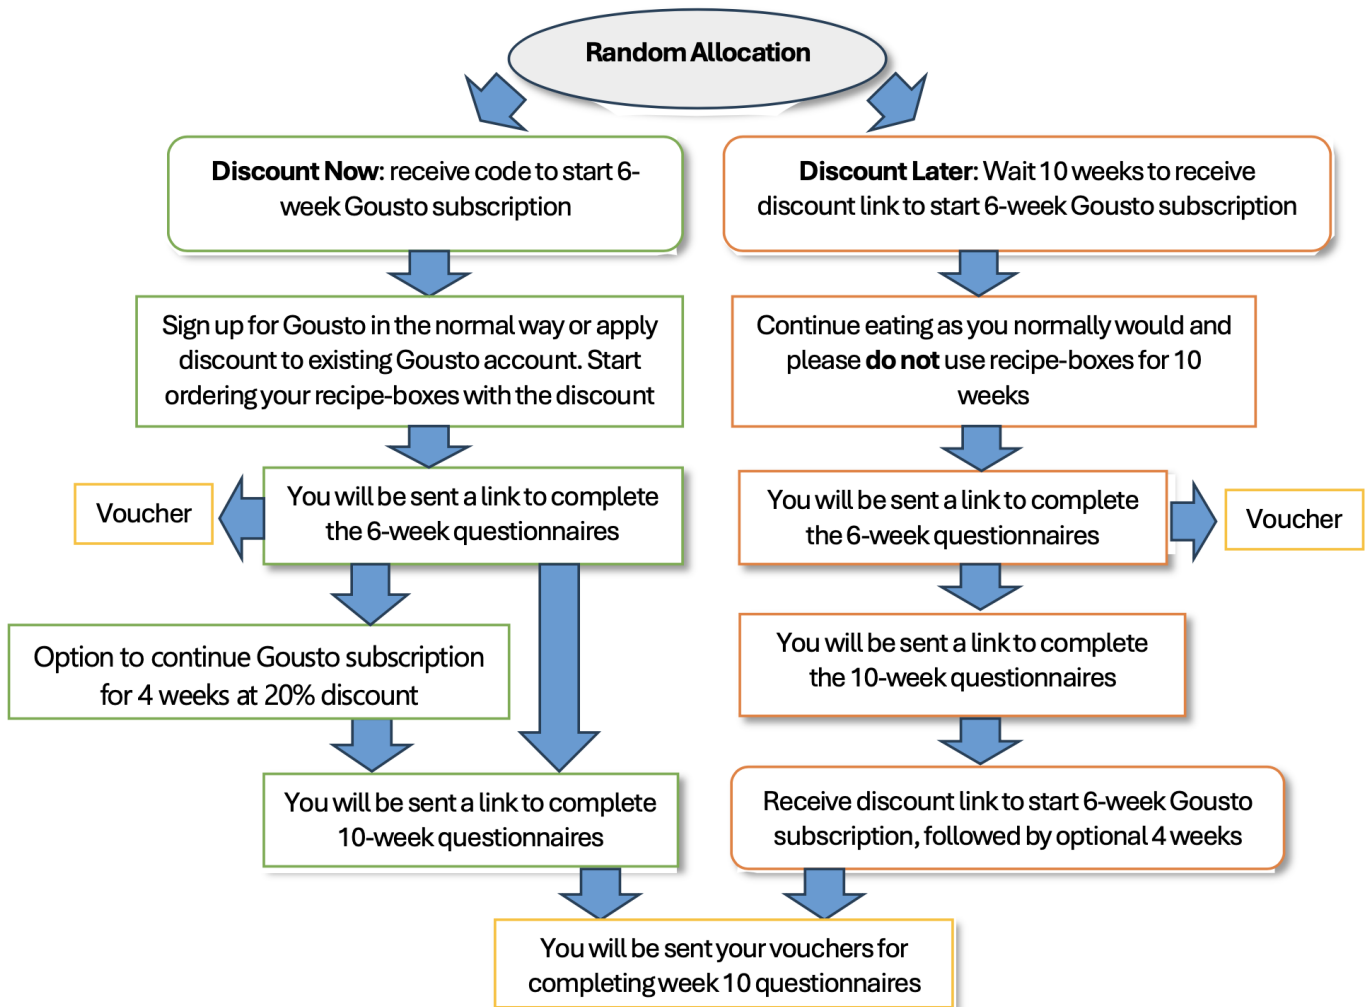 Random Allocation
Discount Now: receive code to start 6-
week Gousto subscription
Discount Later: Wait 10 weeks to receive
discount link to start 6-week Gousto subscription
Sign up for Gousto in the normal way or apply
discount to existing Gousto account. Start
ordering your recipe-boxes with the discount
Continue eating as you normally would and
please do not use recipe-boxes for 10
weeks
Voucher
You will be sent a link to complete
the 6-week questionnaires
You will be sent a link to complete
the 6-week questionnaires
Voucher
Option to continue Gousto subscription
for 4 weeks at 20% discount
You will be sent a link to complete
the 10-week questionnaires
You will be sent a link to complete
10-week questionnaires
Receive discount link to start 6-week Gousto
subscription, followed by optional 4 weeks
You will be sent your vouchers for
completing week 10 questionnaires